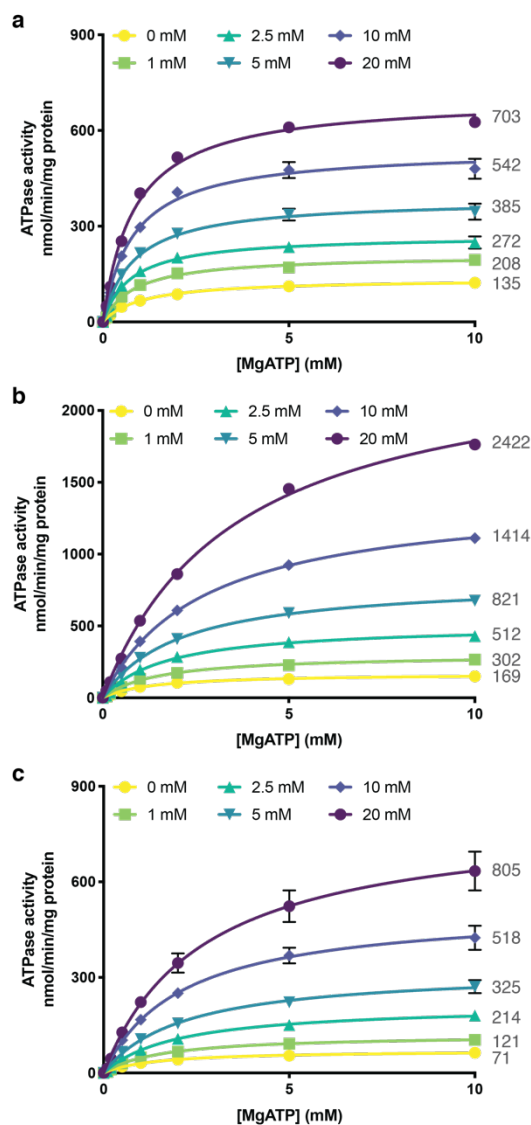 a
ATPase activity
nmol/min/mg protein
0 mM 2.5 mM 10 mM
1 mM 5 mM 20 mM
900
600
300
0
0 5 10
[MgATP] (mM)
703
542
385
272
208
135
b
ATPase activity
nmol/min/mg protein
0 mM 2.5 mM 10 mM
1 mM 5 mM 20 mM
2000
1500
1000
500
0
0 5 10
[MgATP] (mM)
2422
1414
821
512
302
169
c
ATPase activity
nmol/min/mg protein
0 mM 2.5 mM 10 mM
1 mM 5 mM 20 mM
900
600
300
0
0 5 10
[MgATP] (mM)
805
518
325
214
121
71